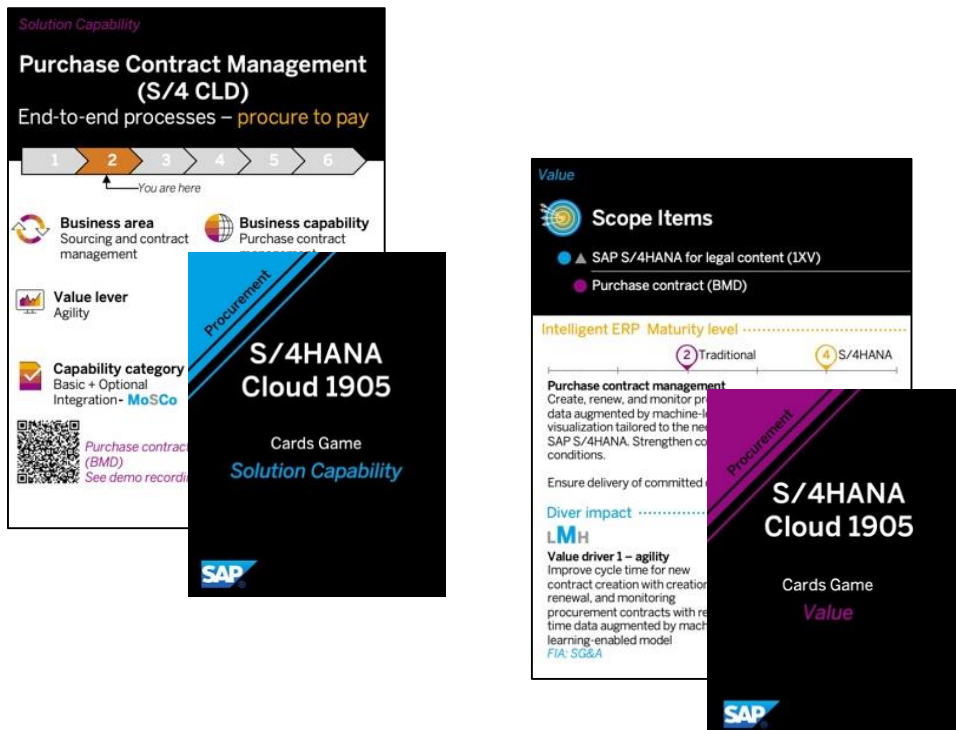 Solution Capability
Purchase Contract Management
(S/4 CLD)
End-to-end processes – procure to pay
1 2 3 4 5 6
You are here
Business area
Sourcing and contract
management
Business capability
Purchase contract
Value lever
Agility
Capability category
Basic + Optional
Integration- MoSCo
Purchase contract
(BMD)
See demo recordi
Procurement
S/4HANA
Cloud 1905
Cards Game
Solution Capability
SAP
Value
Scope Items
SAP S/4HANA for legal content (1XV)
Purchase contract (BMD)
Intelligent ERP Maturity level
2 Traditional
4 S/4HANA
Purchase contract management
Create, renew, and monitor pr
data augmented by machine-l
visualization tailored to the ne
SAP S/4HANA. Strengthen co
conditions.
Ensure delivery of committed
Diver impact
LMH
Value driver 1 – agility
Improve cycle time for new
contract creation with creation
renewal, and monitoring
procurement contracts with re
time data augmented by mach
learning-enabled model
FIA: SG&A
Procurement
S/4HANA
Cloud 1905
Cards Game
Value
SAP